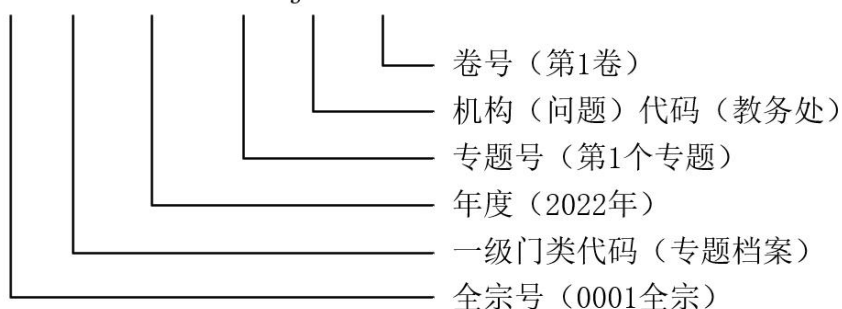 卷号（第1卷）
机构（问题）代码（教务处）
专题号（第1个专题）
年度（2022年）
一级门类代码（专题档案）
全宗号（0001全宗）